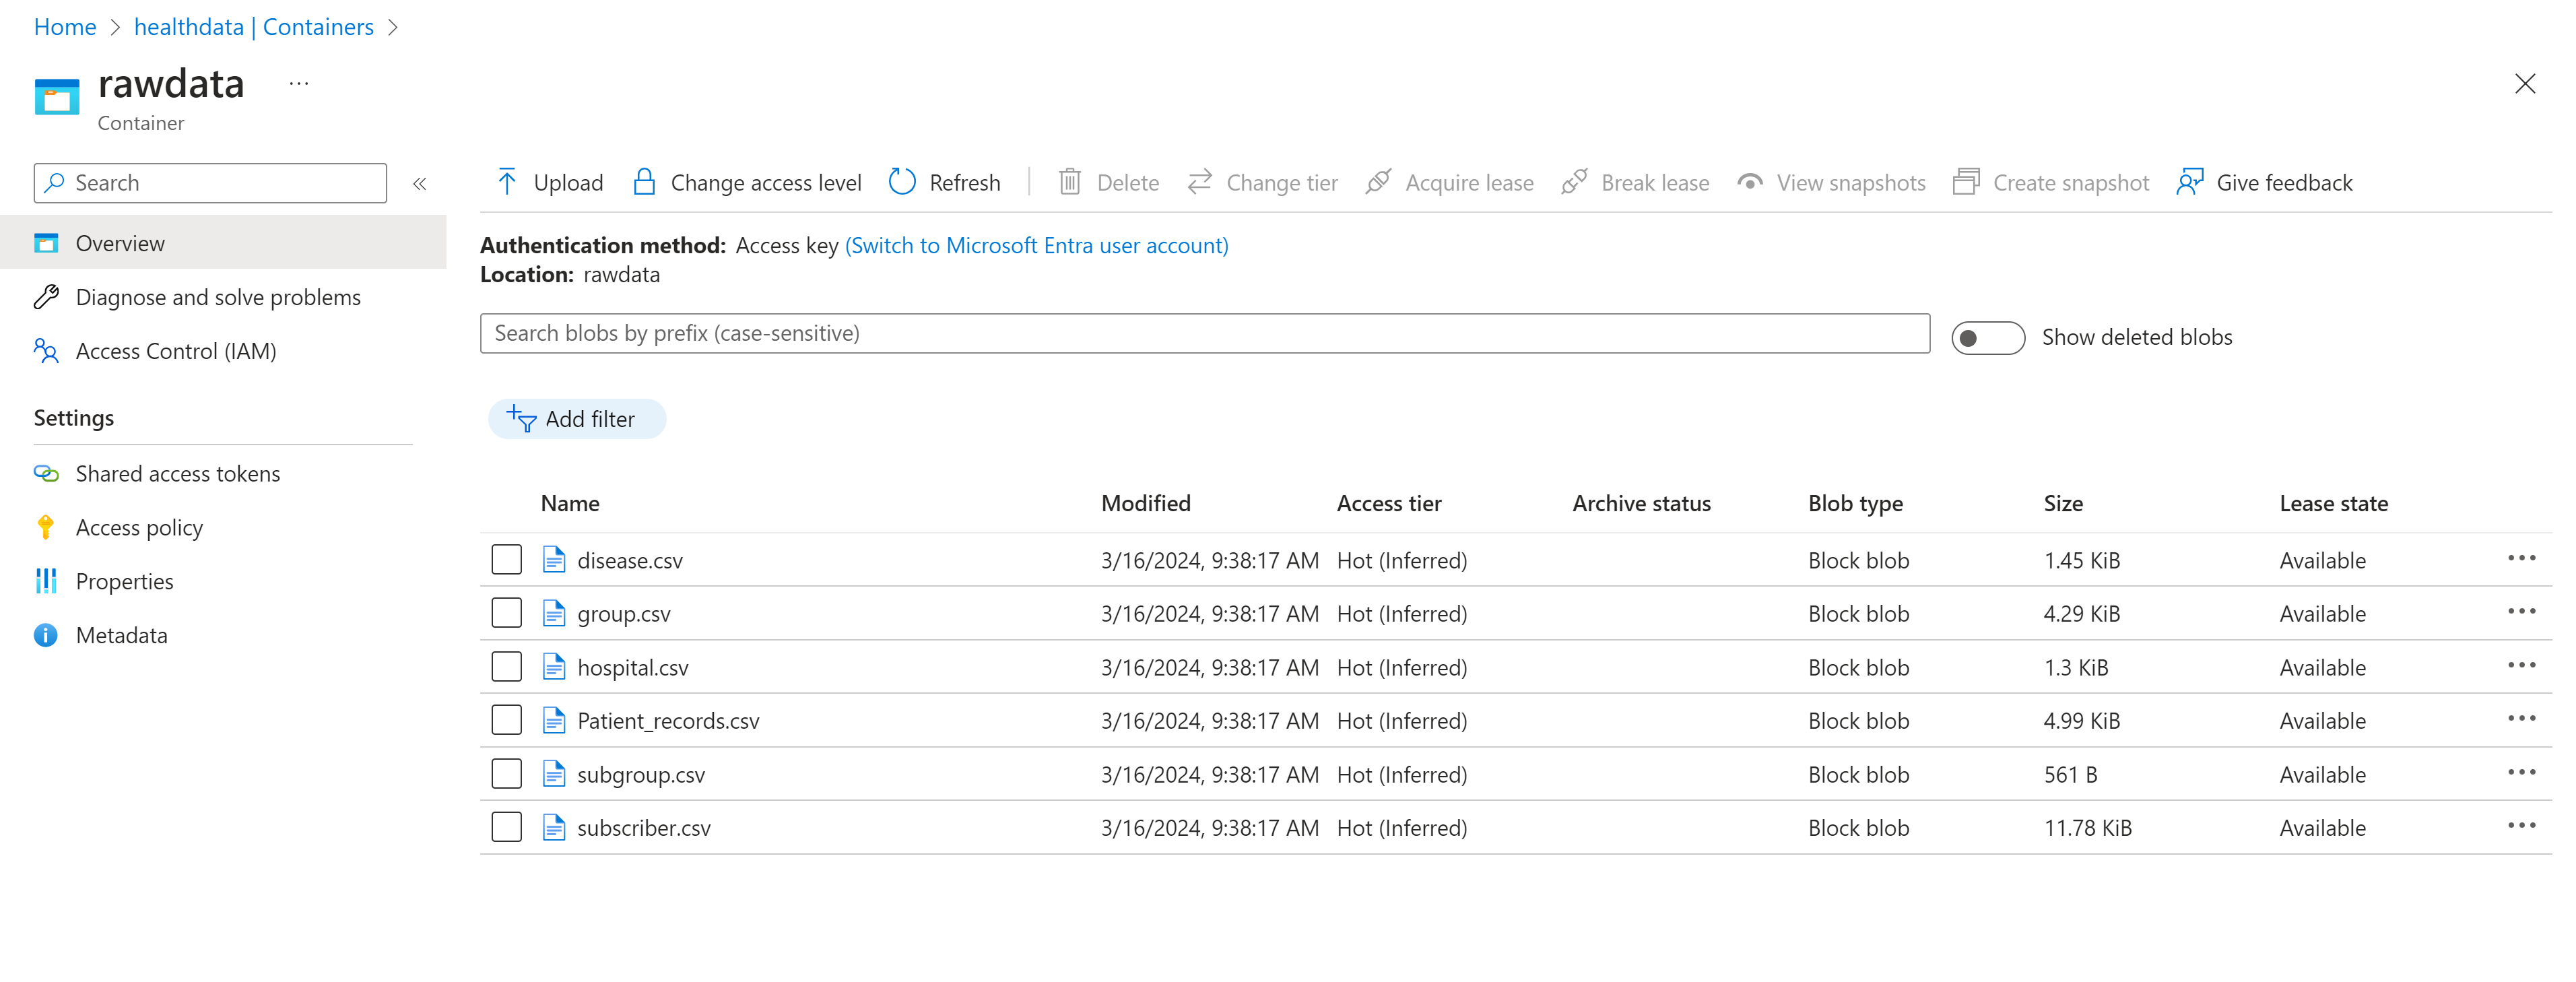 Home > healthdata | Containers >
rawdata ...
Container
Search «
Overview
Diagnose and solve problems
Access Control (IAM)
Settings
Shared access tokens
Access policy
Properties
Metadata
Upload Change access level Refresh | Delete Change tier Acquire lease Break lease View snapshots Create snapshot Give feedback
Authentication method: Access key (Switch to Microsoft Entra user account)
Location: rawdata
Search blobs by prefix (case-sensitive) Show deleted blobs
Add filter
Name Modified Access tier Archive status Blob type Size Lease state
disease.csv 3/16/2024, 9:38:17 AM Hot (Inferred) Block blob 1.45 KiB Available ...
group.csv 3/16/2024, 9:38:17 AM Hot (Inferred) Block blob 4.29 KiB Available ...
hospital.csv 3/16/2024, 9:38:17 AM Hot (Inferred) Block blob 1.3 KiB Available ...
Patient_records.csv 3/16/2024, 9:38:17 AM Hot (Inferred) Block blob 4.99 KiB Available ...
subgroup.csv 3/16/2024, 9:38:17 AM Hot (Inferred) Block blob 561 B Available ...
subscriber.csv 3/16/2024, 9:38:17 AM Hot (Inferred) Block blob 11.78 KiB Available ...